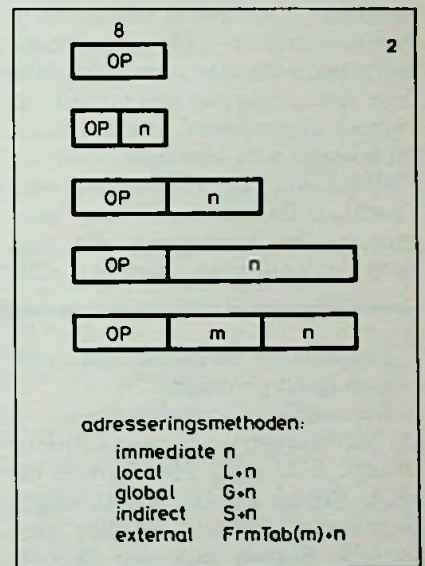 8
2
OP
OP n
OP n
OP n
OP m n
adresseringsmethoden:
immediate n
local L+n
global G+n
indirect S+n
external FrmTab(m)+n